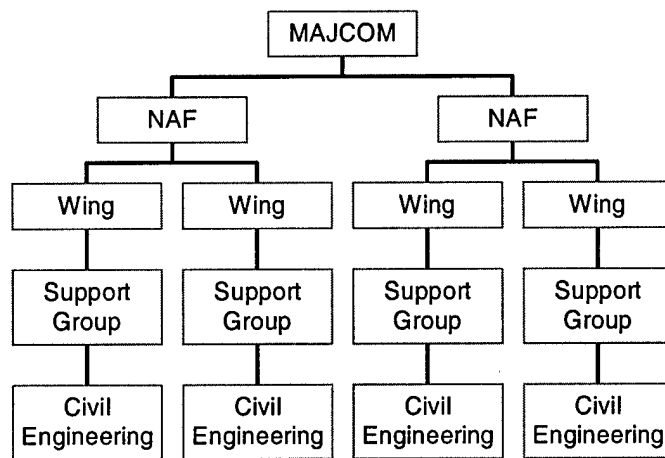 MAJCOM
NAF
NAF
Wing
Wing
Wing
Wing
Support
Group
Support
Group
Support
Group
Support
Group
Civil
Engineering
Civil
Engineering
Civil
Engineering
Civil
Engineering